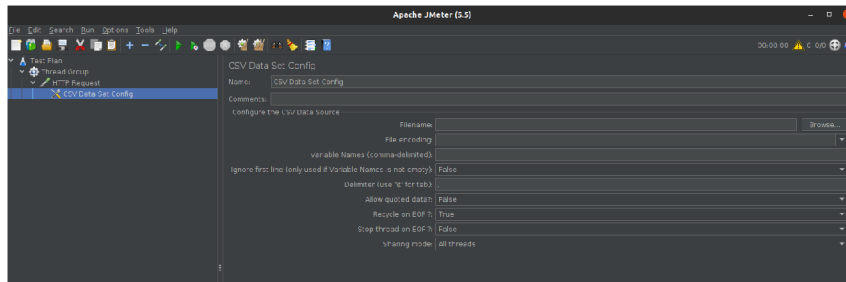 Apache JMeter (5.5)
File Edit Search Run Options Tools Help
00:00:00 0 0/0
Test Plan
Thread Group
HTTP Request
CSV Data Set Config
CSV Data Set Config
Name: CSV Data Set Config
Comments:
Configure the CSV Data Source
Filename: Browse...
File encoding:
Variable Names (comma-delimited):
Ignore first line (only used if Variable Names is not empty): False
Delimiter (use '\t' for tab): ,
Allow quoted data?: False
Recycle on EOF ?: True
Stop thread on EOF ?: False
Sharing mode: All threads